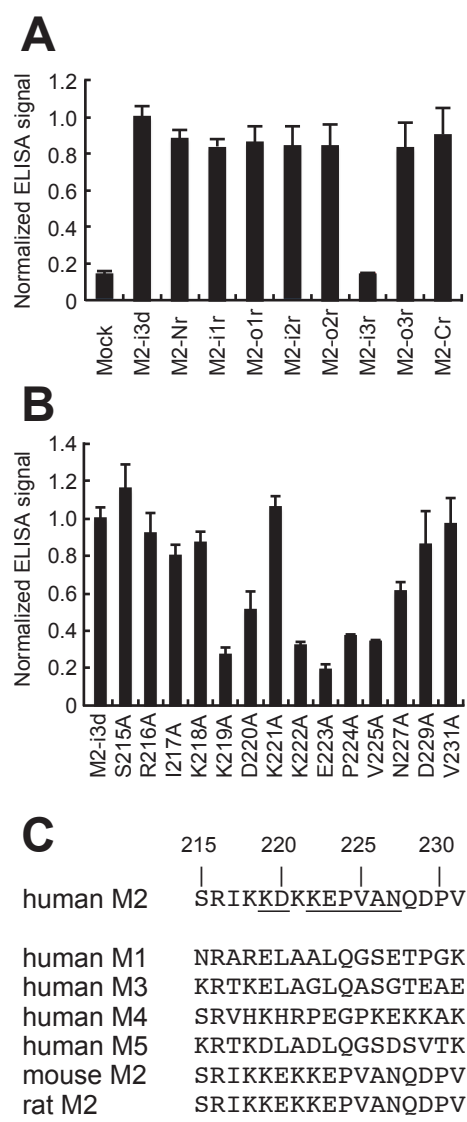 A
Normalized ELISA signal
1.2
1.0
0.8
0.6
0.4
0.2
0
Mock
M2-i3d
M2-Nr
M2-i1r
M2-o1r
M2-i2r
M2-o2r
M2-i3r
M2-o3r
M2-Cr
B
Normalized ELISA signal
1.4
1.2
1.0
0.8
0.6
0.4
0.2
0
M2-i3d
S215A
R216A
I217A
K218A
K219A
D220A
K221A
K222A
E223A
P224A
V225A
N227A
D229A
V231A
C
215 220 225 230
human M2 SRIKKDKKEPVANQDPV
human M1 NRARELAALQGSETPGK
human M3 KRTKELAGLQASGTEAE
human M4 SRVHKHRPEGPKEKKAK
human M5 KRTKDLADLQGSDSVTK
mouse M2 SRIKKEKKEPVANQDPV
rat M2 SRIKKEKKEPVANQDPV